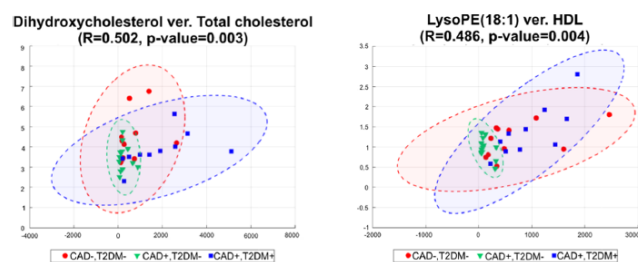 Dihydroxycholesterol ver. Total cholesterol
(R=0.502, p-value=0.003)
9
8
7
6
5
4
3
2
1
0
-4000 -2000 0 2000 4000 6000 8000
CAD-,T2DM- CAD+,T2DM- CAD+,T2DM+
LysoPE(18:1) ver. HDL
(R=0.486, p-value=0.004)
3.5
3
2.5
2
1.5
1
0.5
0
-0.5
-1
-2000 -1000 0 1000 2000
CAD-,T2DM- CAD+,T2DM- CAD+,T2DM+